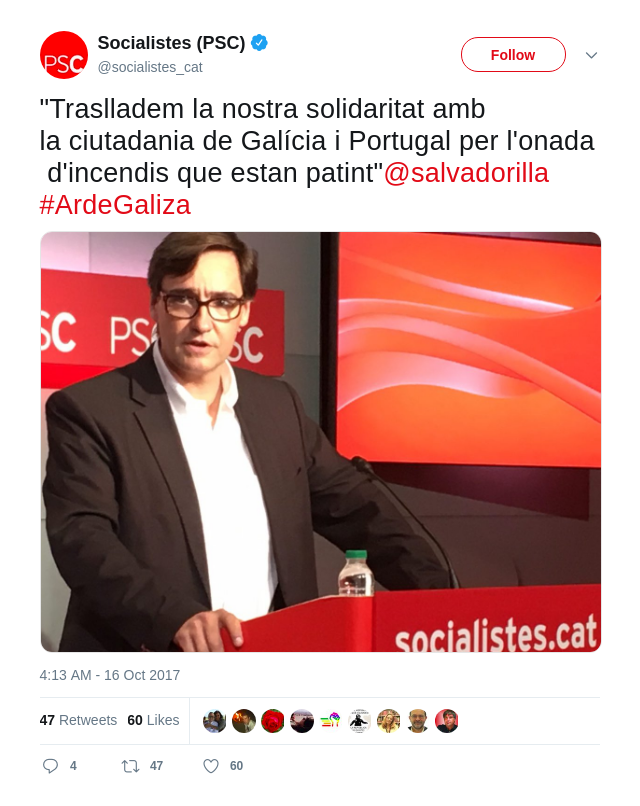 PSC
Socialistes (PSC)
@socialistes_cat
Follow
"Traslladem la nostra solidaritat amb
la ciutadania de Galícia i Portugal per l'onada
d'incendis que estan patint"@salvadorilla
#ArdeGaliza
SC PSC SC
socialistes.cat
4:13 AM - 16 Oct 2017
47 Retweets 60 Likes
4 47 60